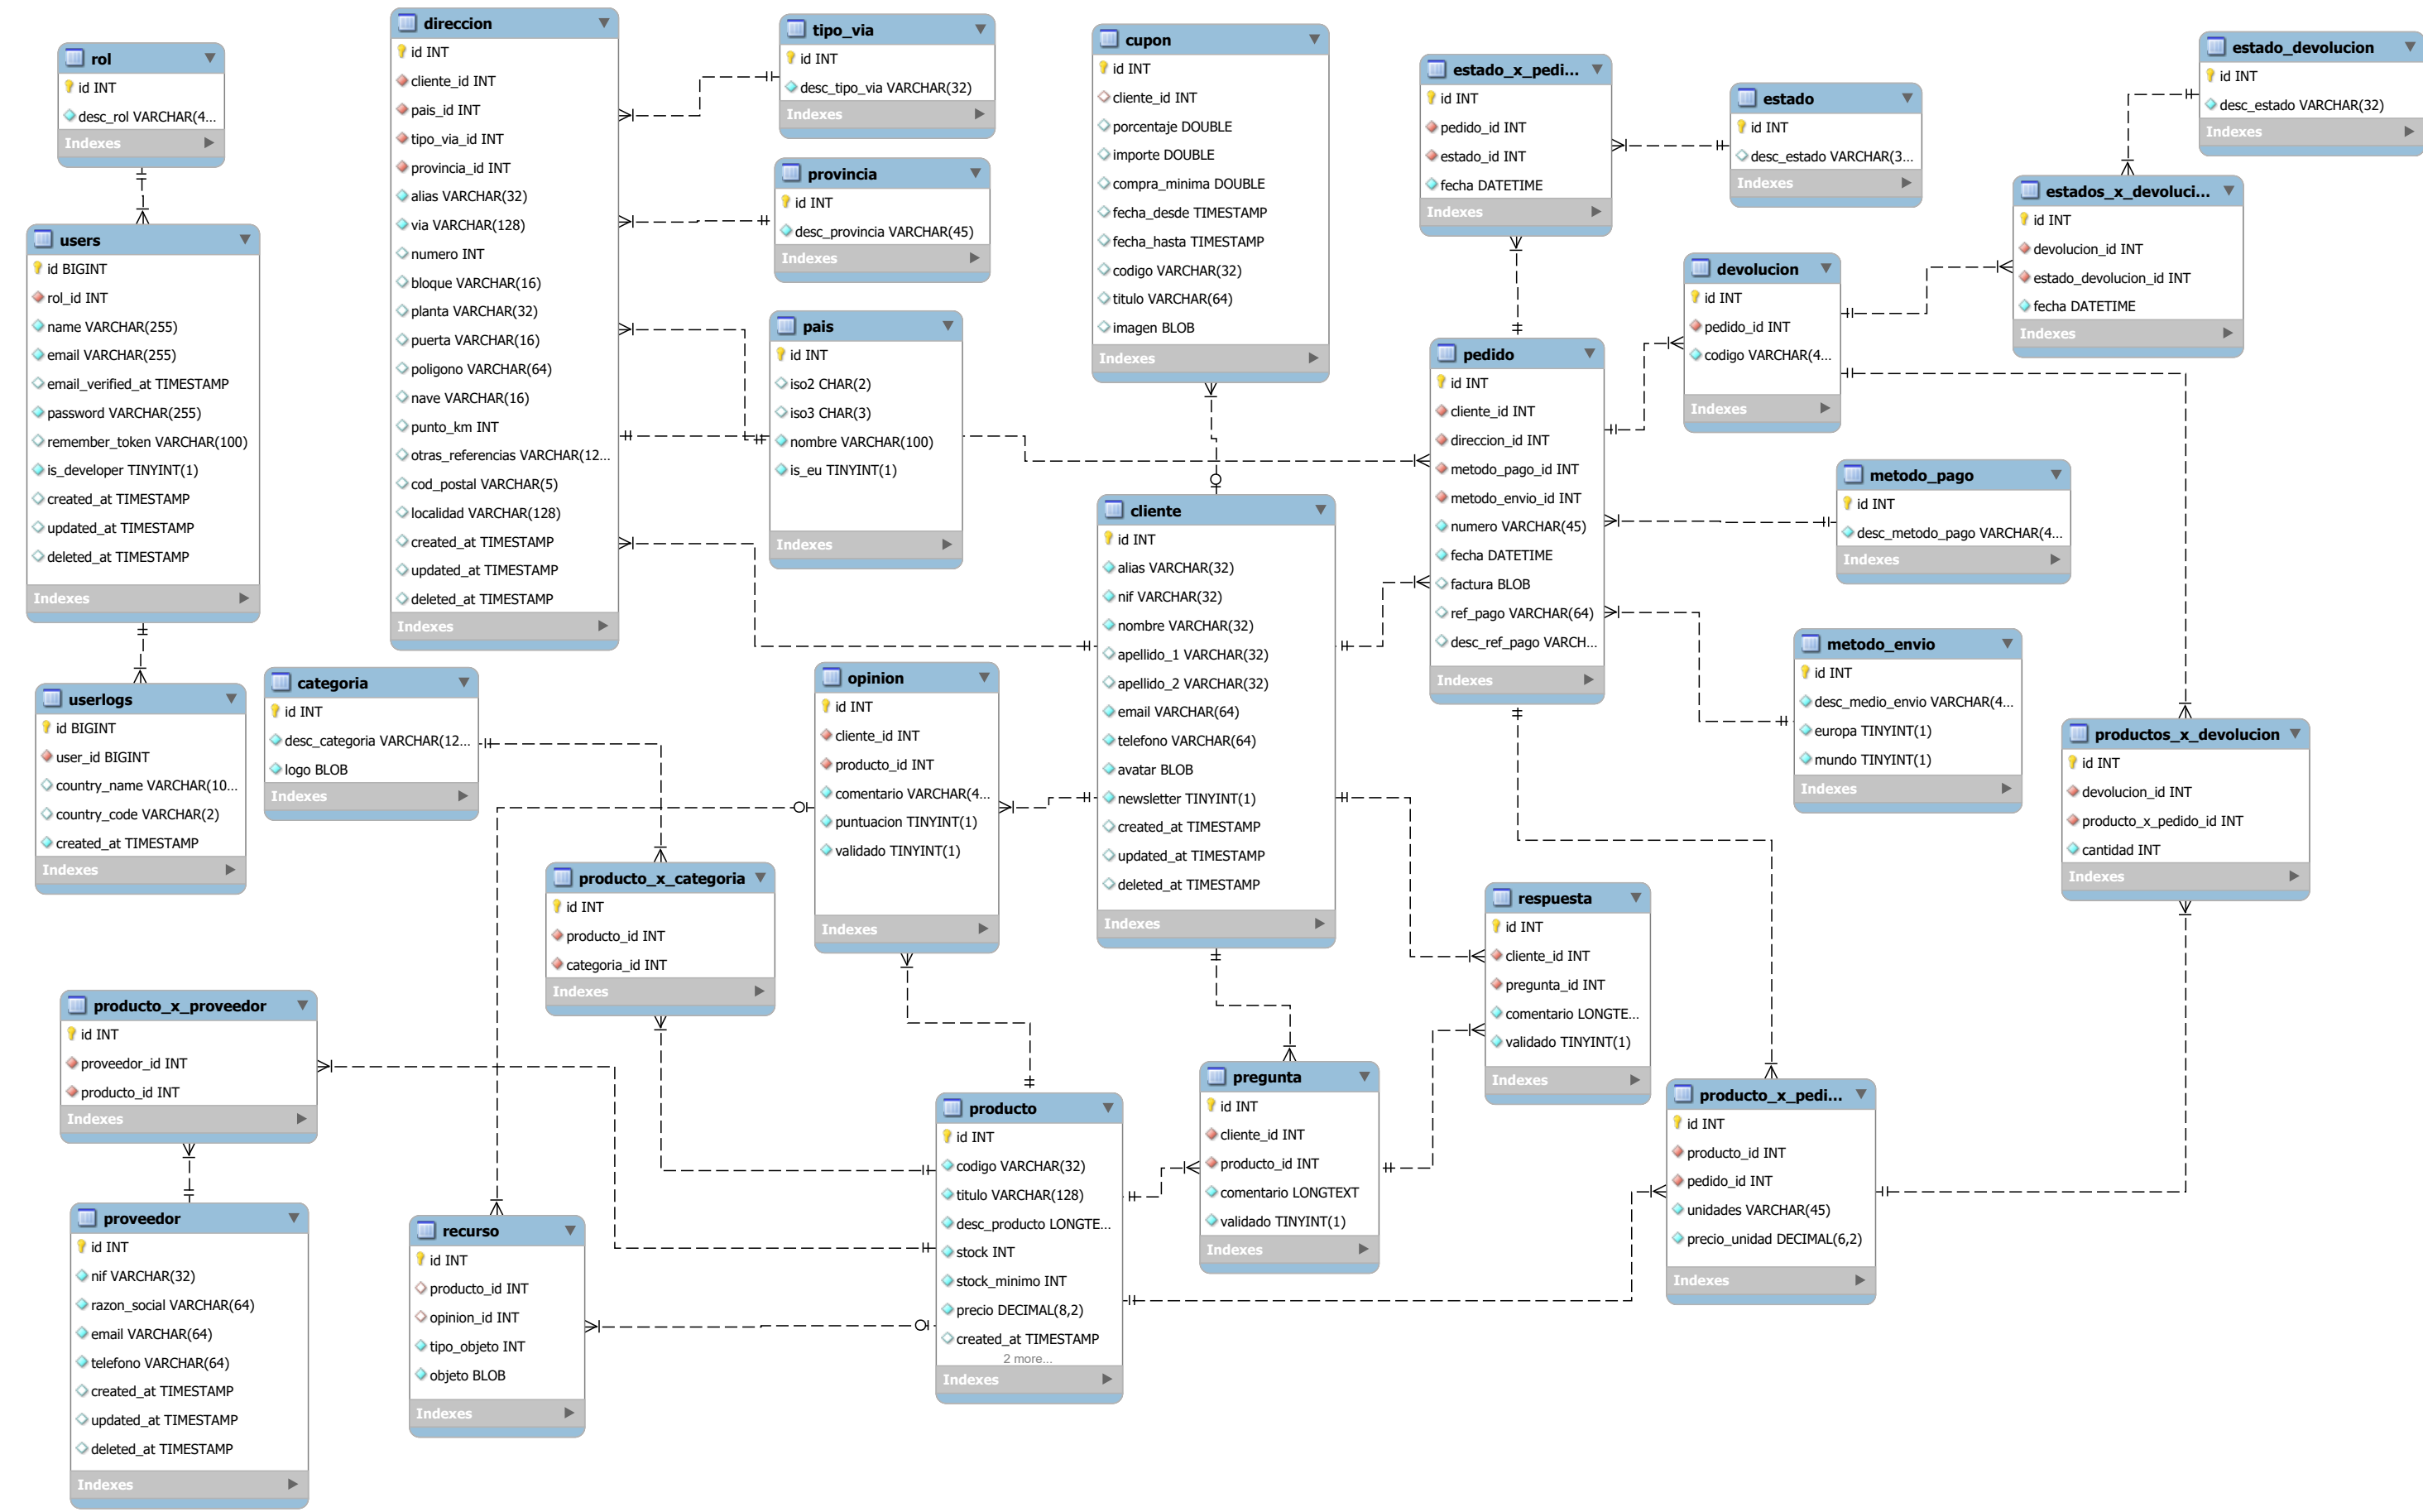 rol
id INT
desc_rol VARCHAR(4...
Indexes
users
id BIGINT
rol_id INT
name VARCHAR(255)
email VARCHAR(255)
email_verified_at TIMESTAMP
password VARCHAR(255)
remember_token VARCHAR(100)
is_developer TINYINT(1)
created_at TIMESTAMP
updated_at TIMESTAMP
deleted_at TIMESTAMP
Indexes
userlogs
id BIGINT
user_id BIGINT
country_name VARCHAR(10...
country_code VARCHAR(2)
created_at TIMESTAMP
Indexes
direccion
id INT
cliente_id INT
pais_id INT
tipo_via_id INT
provincia_id INT
alias VARCHAR(32)
via VARCHAR(128)
numero INT
bloque VARCHAR(16)
planta VARCHAR(32)
puerta VARCHAR(16)
poligono VARCHAR(64)
nave VARCHAR(16)
punto_km INT
otras_referencias VARCHAR(12...
cod_postal VARCHAR(5)
localidad VARCHAR(128)
created_at TIMESTAMP
updated_at TIMESTAMP
deleted_at TIMESTAMP
Indexes
tipo_via
id INT
desc_tipo_via VARCHAR(32)
Indexes
provincia
id INT
desc_provincia VARCHAR(45)
Indexes
pais
id INT
iso2 CHAR(2)
iso3 CHAR(3)
nombre VARCHAR(100)
is_eu TINYINT(1)
Indexes
cupon
id INT
cliente_id INT
porcentaje DOUBLE
importe DOUBLE
compra_minima DOUBLE
fecha_desde TIMESTAMP
fecha_hasta TIMESTAMP
codigo VARCHAR(32)
titulo VARCHAR(64)
imagen BLOB
Indexes
estado_x_pedi...
id INT
pedido_id INT
estado_id INT
fecha DATETIME
Indexes
estado
id INT
desc_estado VARCHAR(3...
Indexes
estado_devolucion
id INT
desc_estado VARCHAR(32)
Indexes
estados_x_devoluci...
id INT
devolucion_id INT
estado_devolucion_id INT
fecha DATETIME
Indexes
devolucion
id INT
pedido_id INT
codigo VARCHAR(4...
Indexes
pedido
id INT
cliente_id INT
direccion_id INT
metodo_pago_id INT
metodo_envio_id INT
numero VARCHAR(45)
fecha DATETIME
factura BLOB
ref_pago VARCHAR(64)
desc_ref_pago VARCH...
Indexes
metodo_pago
id INT
desc_metodo_pago VARCHAR(4...
Indexes
metodo_envio
id INT
desc_medio_envio VARCHAR(4...
europa TINYINT(1)
mundo TINYINT(1)
Indexes
cliente
id INT
alias VARCHAR(32)
nif VARCHAR(32)
nombre VARCHAR(32)
apellido_1 VARCHAR(32)
apellido_2 VARCHAR(32)
email VARCHAR(64)
telefono VARCHAR(64)
avatar BLOB
newsletter TINYINT(1)
created_at TIMESTAMP
updated_at TIMESTAMP
deleted_at TIMESTAMP
Indexes
categoria
id INT
desc_categoria VARCHAR(12...
logo BLOB
Indexes
opinion
id INT
cliente_id INT
producto_id INT
comentario VARCHAR(4...
puntuacion TINYINT(1)
validado TINYINT(1)
Indexes
productos_x_devolucion
id INT
devolucion_id INT
producto_x_pedido_id INT
cantidad INT
Indexes
producto_x_categoria
id INT
producto_id INT
categoria_id INT
Indexes
respuesta
id INT
cliente_id INT
pregunta_id INT
comentario LONGTE...
validado TINYINT(1)
Indexes
producto_x_proveedor
id INT
proveedor_id INT
producto_id INT
Indexes
pregunta
id INT
cliente_id INT
producto_id INT
comentario LONGTEXT
validado TINYINT(1)
Indexes
producto_x_pedi...
id INT
producto_id INT
pedido_id INT
unidades VARCHAR(45)
precio_unidad DECIMAL(6,2)
Indexes
producto
id INT
codigo VARCHAR(32)
titulo VARCHAR(128)
desc_producto LONGTE...
stock INT
stock_minimo INT
precio DECIMAL(8,2)
created_at TIMESTAMP
2 more...
Indexes
proveedor
id INT
nif VARCHAR(32)
razon_social VARCHAR(64)
email VARCHAR(64)
telefono VARCHAR(64)
created_at TIMESTAMP
updated_at TIMESTAMP
deleted_at TIMESTAMP
Indexes
recurso
id INT
producto_id INT
opinion_id INT
tipo_objeto INT
objeto BLOB
Indexes